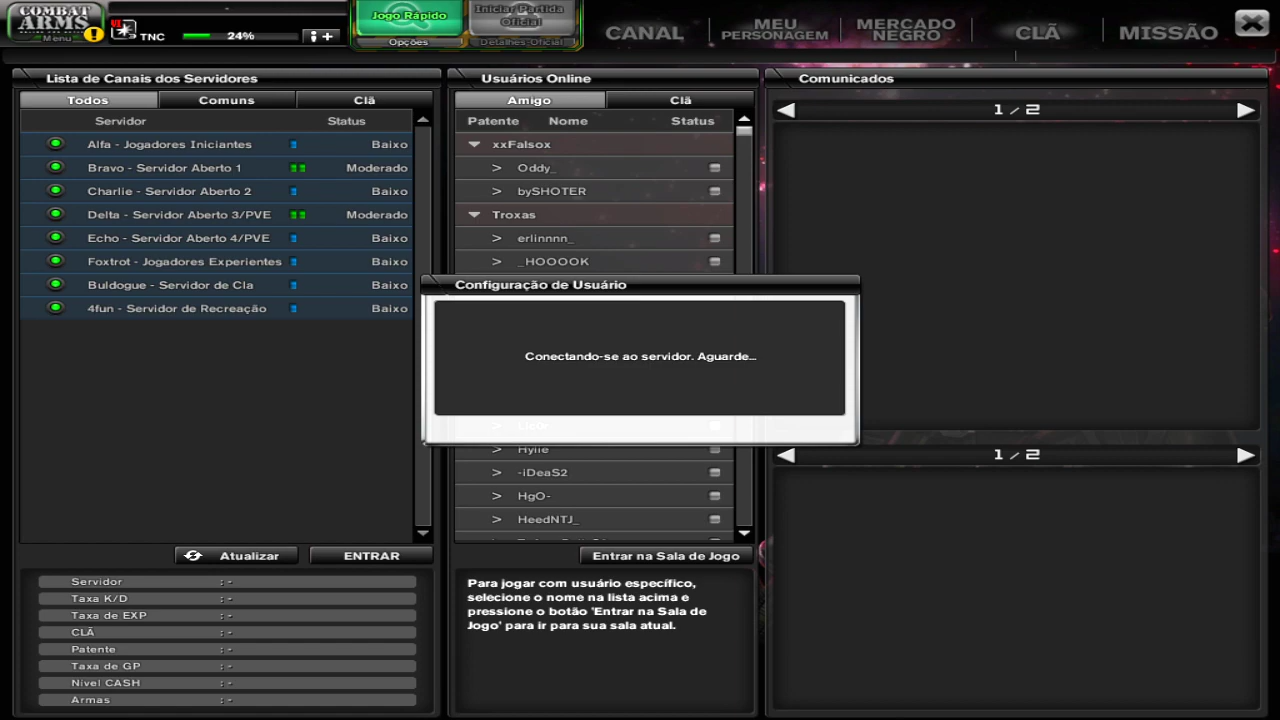 COMBAT
ARMS
Menu
TNC
24%
Jogo Rápido
Opções
Iniciar Partida
Oficial
Detalhes-Oficial
CANAL
MEU
PERSONAGEM
MERCADO
NEGRO
CLÃ
MISSÃO
Lista de Canais dos Servidores
Todos
Comuns
Clã
Servidor
Status
Alfa - Jogadores Iniciantes
Baixo
Bravo - Servidor Aberto 1
Moderado
Charlie - Servidor Aberto 2
Baixo
Delta - Servidor Aberto 3/PVE
Moderado
Echo - Servidor Aberto 4/PVE
Baixo
Foxtrot - Jogadores Experientes
Baixo
Buldogue - Servidor de Cla
Baixo
4fun - Servidor de Recreação
Baixo
Atualizar
ENTRAR
Servidor : -
Taxa K/D : -
Taxa de EXP : -
CLÃ : -
Patente : -
Taxa de GP : -
Nível CASH : -
Armas : -
Usuários Online
Amigo
Clã
Patente
Nome
Status
xxFalsox
> Oddy_
> bySHOTER
Troxas
> erlinnnn_
> _HOOOOK
Configuração de Usuário
Conectando-se ao servidor. Aguarde...
> Hylie
> -iDeaS2
> HgO-
> HeedNTJ_
Entrar na Sala de Jogo
Para jogar com usuário específico,
selecione o nome na lista acima e
pressione o botão 'Entrar na Sala de
Jogo' para ir para sua sala atual.
Comunicados
1 / 2
1 / 2